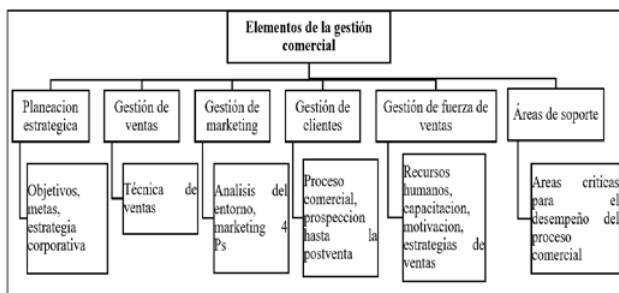 Elementos de la gestión
comercial
Planeacion
estrategica
Gestión de
ventas
Gestión de
marketing
Gestión de
clientes
Gestión de fuerza de
ventas
Áreas de soporte
Objetivos,
metas,
estrategia
corporativa
Técnica de
ventas
Analisis del
entorno,
marketing 4
Ps
Proceso
comercial,
prospeccion
hasta la
postventa
Recursos
humanos,
capacitacion,
motivacion,
estrategias de
ventas
Areas criticas
para el
desempeño del
proceso
comercial